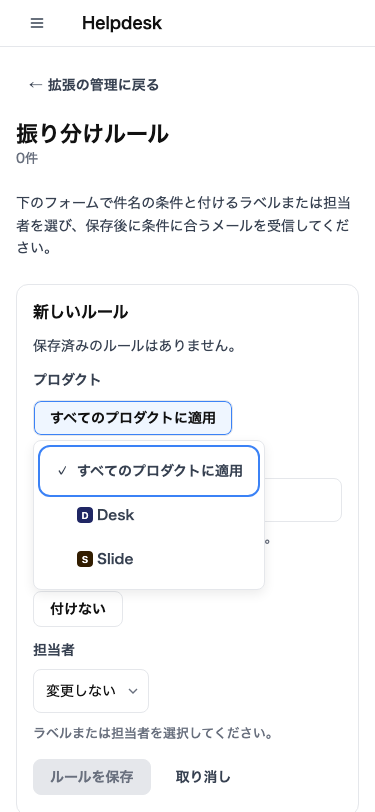 Helpdesk
← 拡張の管理に戻る
振り分けルール
0件
下のフォームで件名の条件と付けるラベルまたは担当
者を選び、保存後に条件に合うメールを受信してくだ
さい。
新しいルール
保存済みのルールはありません。
プロダクト
すべてのプロダクトに適用
✓ すべてのプロダクトに適用
D Desk
。
S Slide
付けない
担当者
変更しない
ラベルまたは担当者を選択してください。
ルールを保存 取り消し